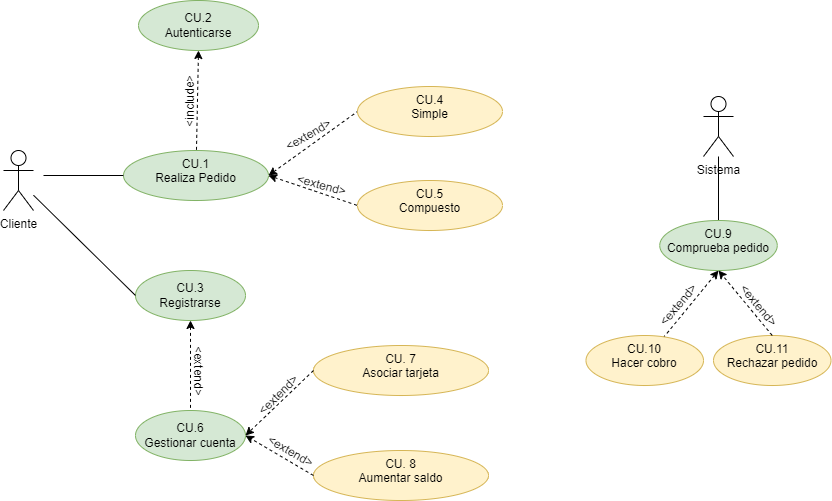 CU.2
Autenticarse
<include>
CU.4
Simple
<extend>
CU.1
Realiza Pedido
<extend>
CU.5
Compuesto
Cliente
Sistema
CU.9
Comprueba pedido
CU.3
Registrarse
<extend>
<extend>
CU.10
Hacer cobro
CU.11
Rechazar pedido
<extend>
CU. 7
Asociar tarjeta
<extend>
CU.6
Gestionar cuenta
<extend>
CU. 8
Aumentar saldo